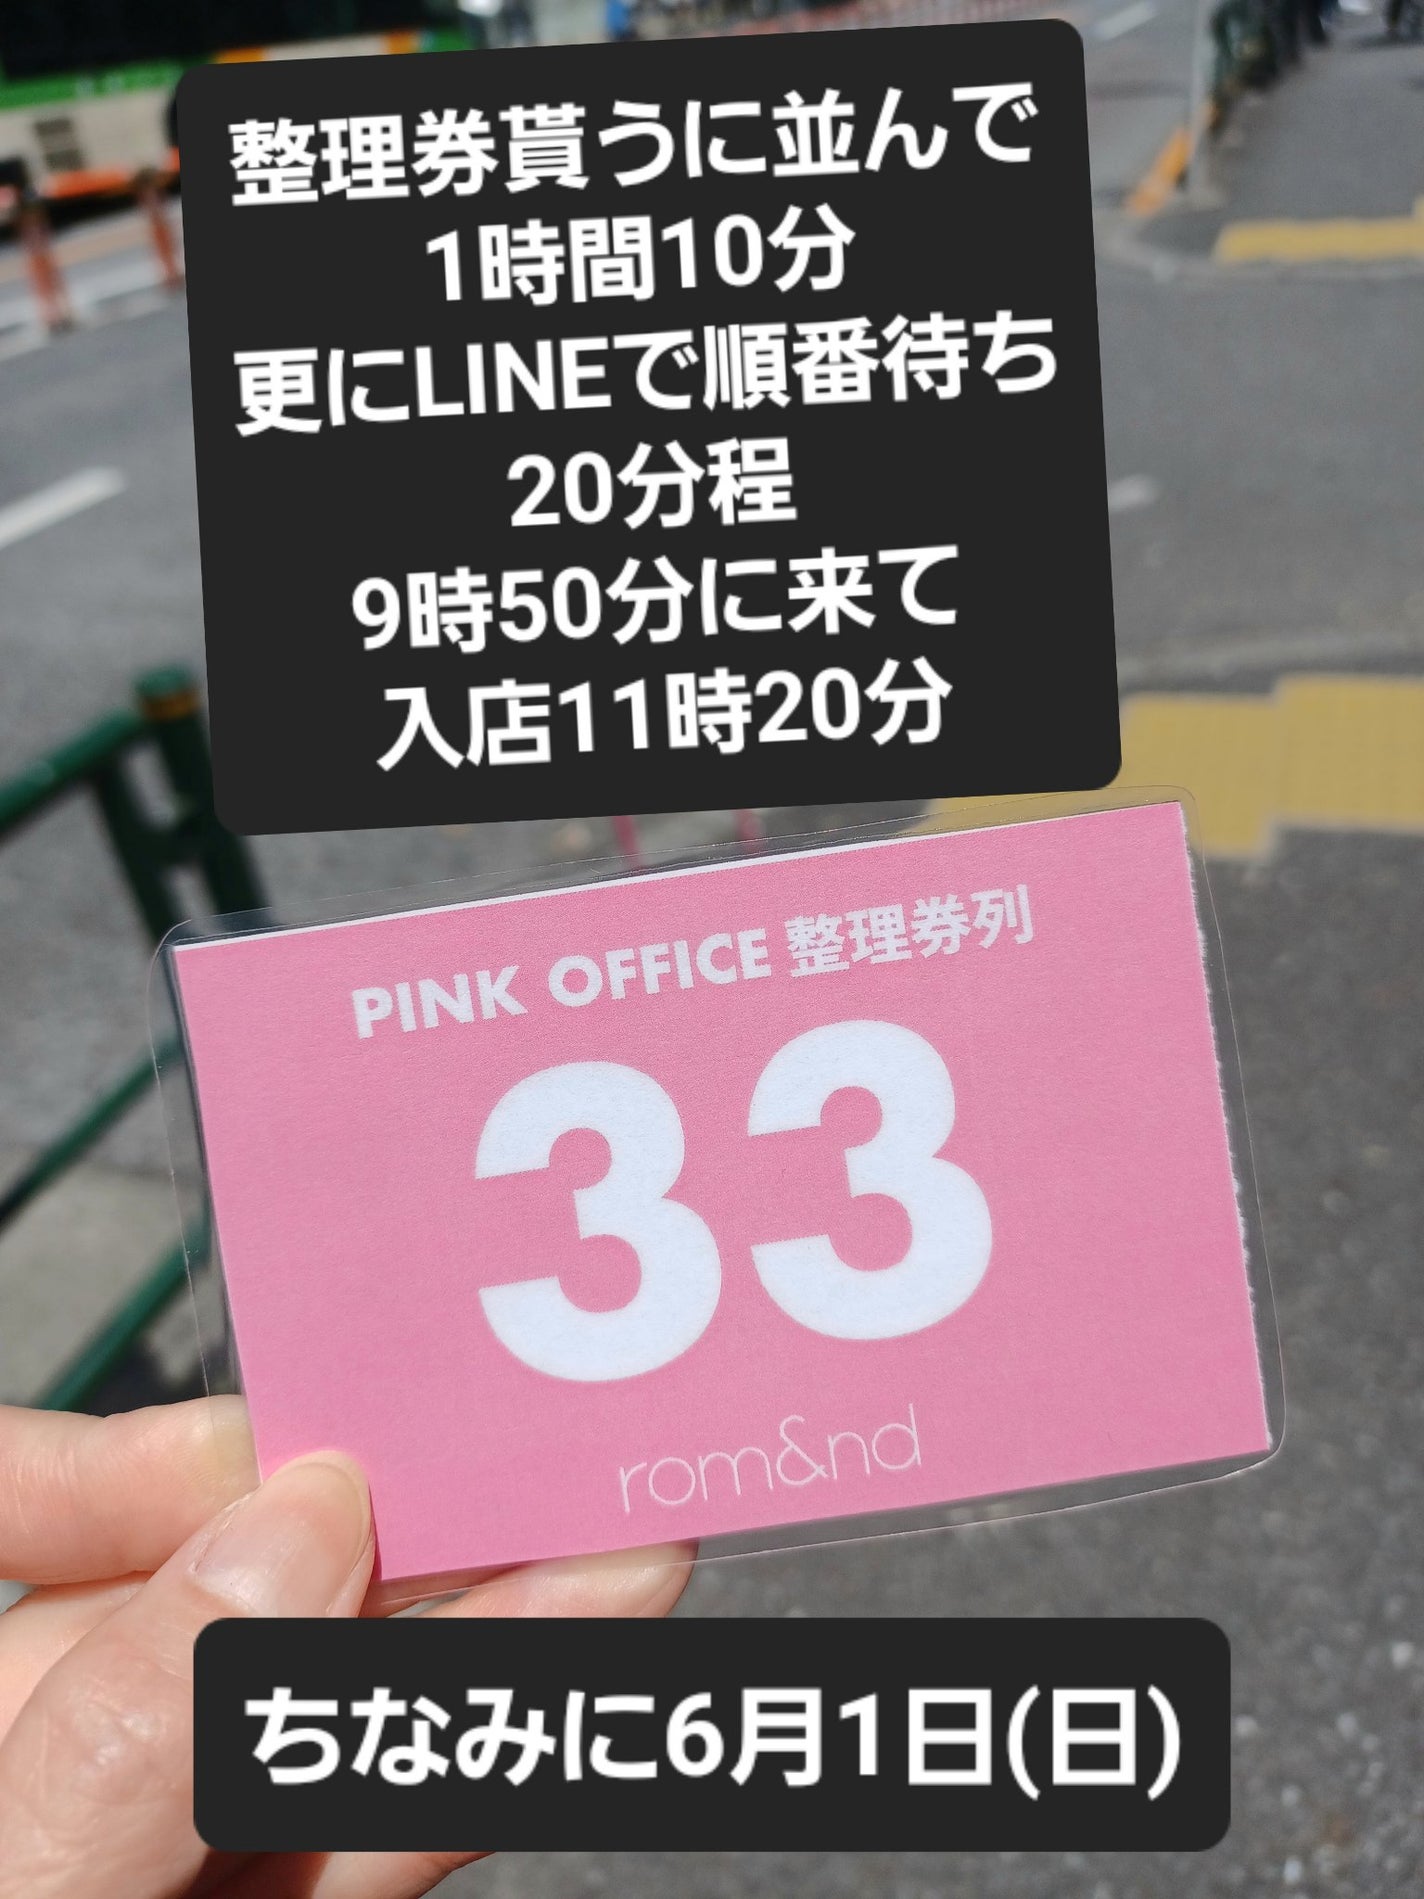 整理券貰うに並んで
1時間10分
更にLINEで順番待ち
20分程
9時50分に来て
入店11時20分
PINK OFFICE 整理券列
33
rom&nd
ちなみに6月1日(日)